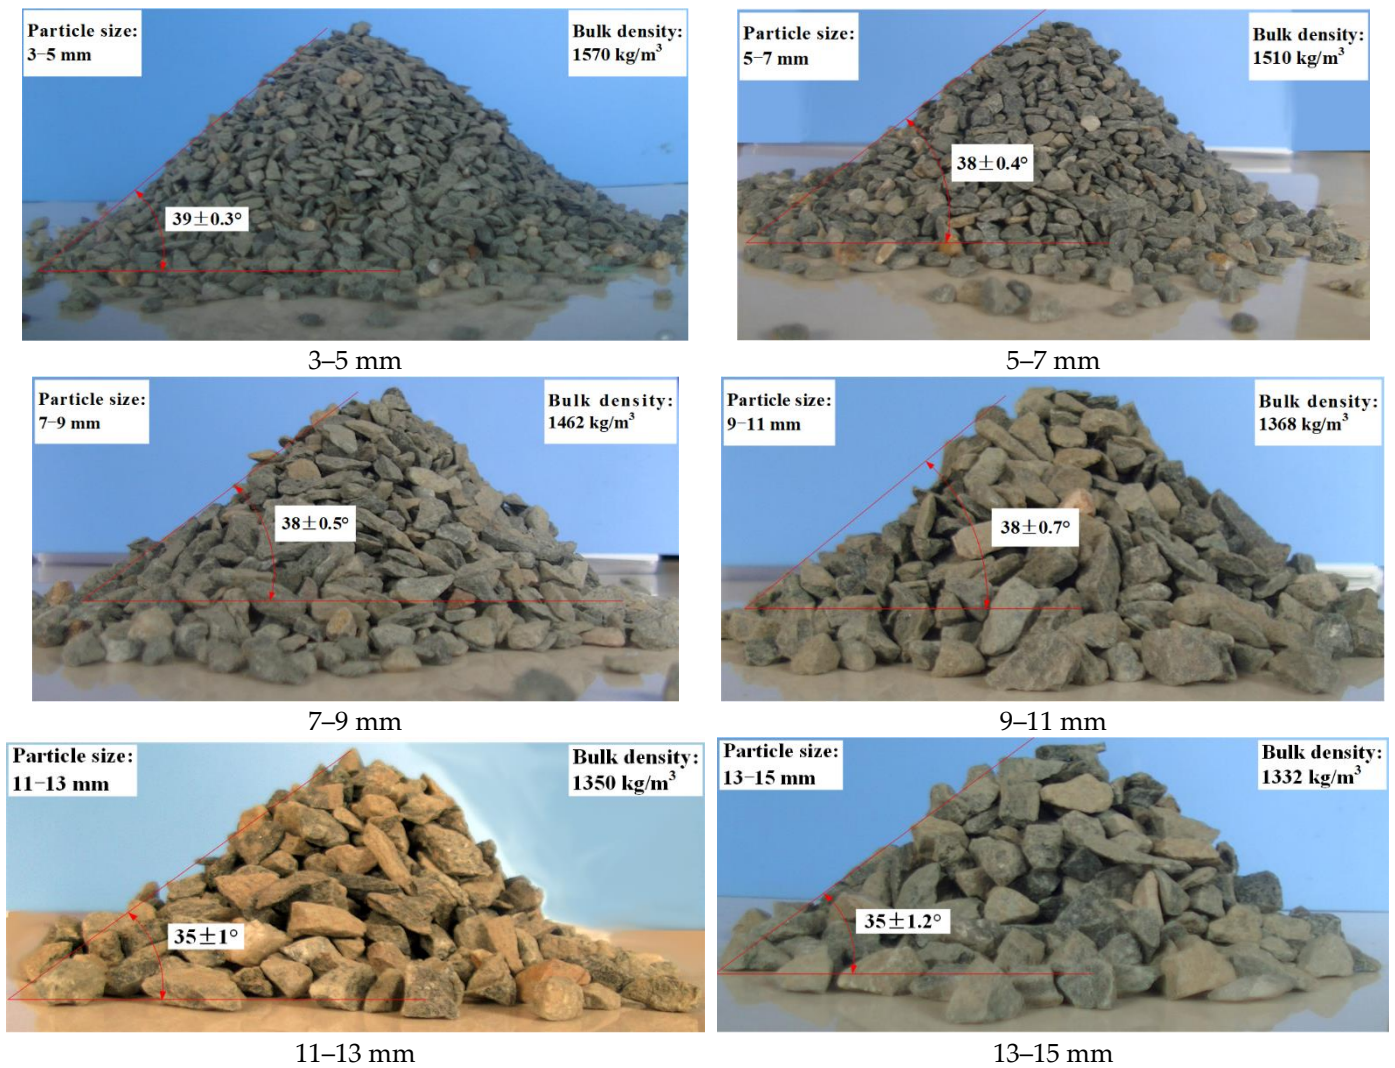 Particle size:
3−5 mm
Bulk density:
1570 kg/m³
39±0.3°
3–5 mm
Particle size:
5−7 mm
Bulk density:
1510 kg/m³
38±0.4°
5–7 mm
Particle size:
7−9 mm
Bulk density:
1462 kg/m³
38±0.5°
7–9 mm
Particle size:
9−11 mm
Bulk density:
1368 kg/m³
38±0.7°
9–11 mm
Particle size:
11−13 mm
Bulk density:
1350 kg/m³
35±1°
11–13 mm
Particle size:
13−15 mm
Bulk density:
1332 kg/m³
35±1.2°
13–15 mm